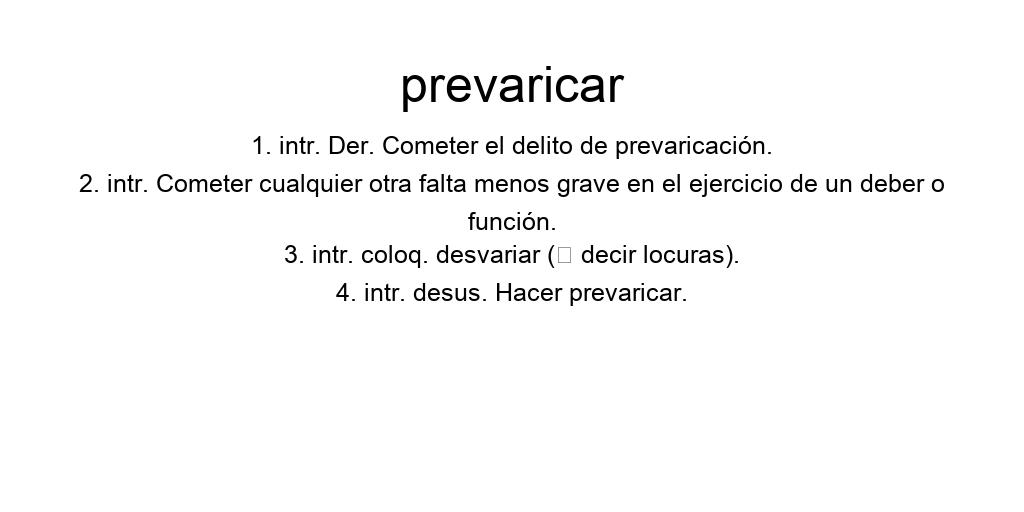 prevaricar
1. intr. Der. Cometer el delito de prevaricación.
2. intr. Cometer cualquier otra falta menos grave en el ejercicio de un deber o
función.
3. intr. coloq. desvariar (□ decir locuras).
4. intr. desus. Hacer prevaricar.